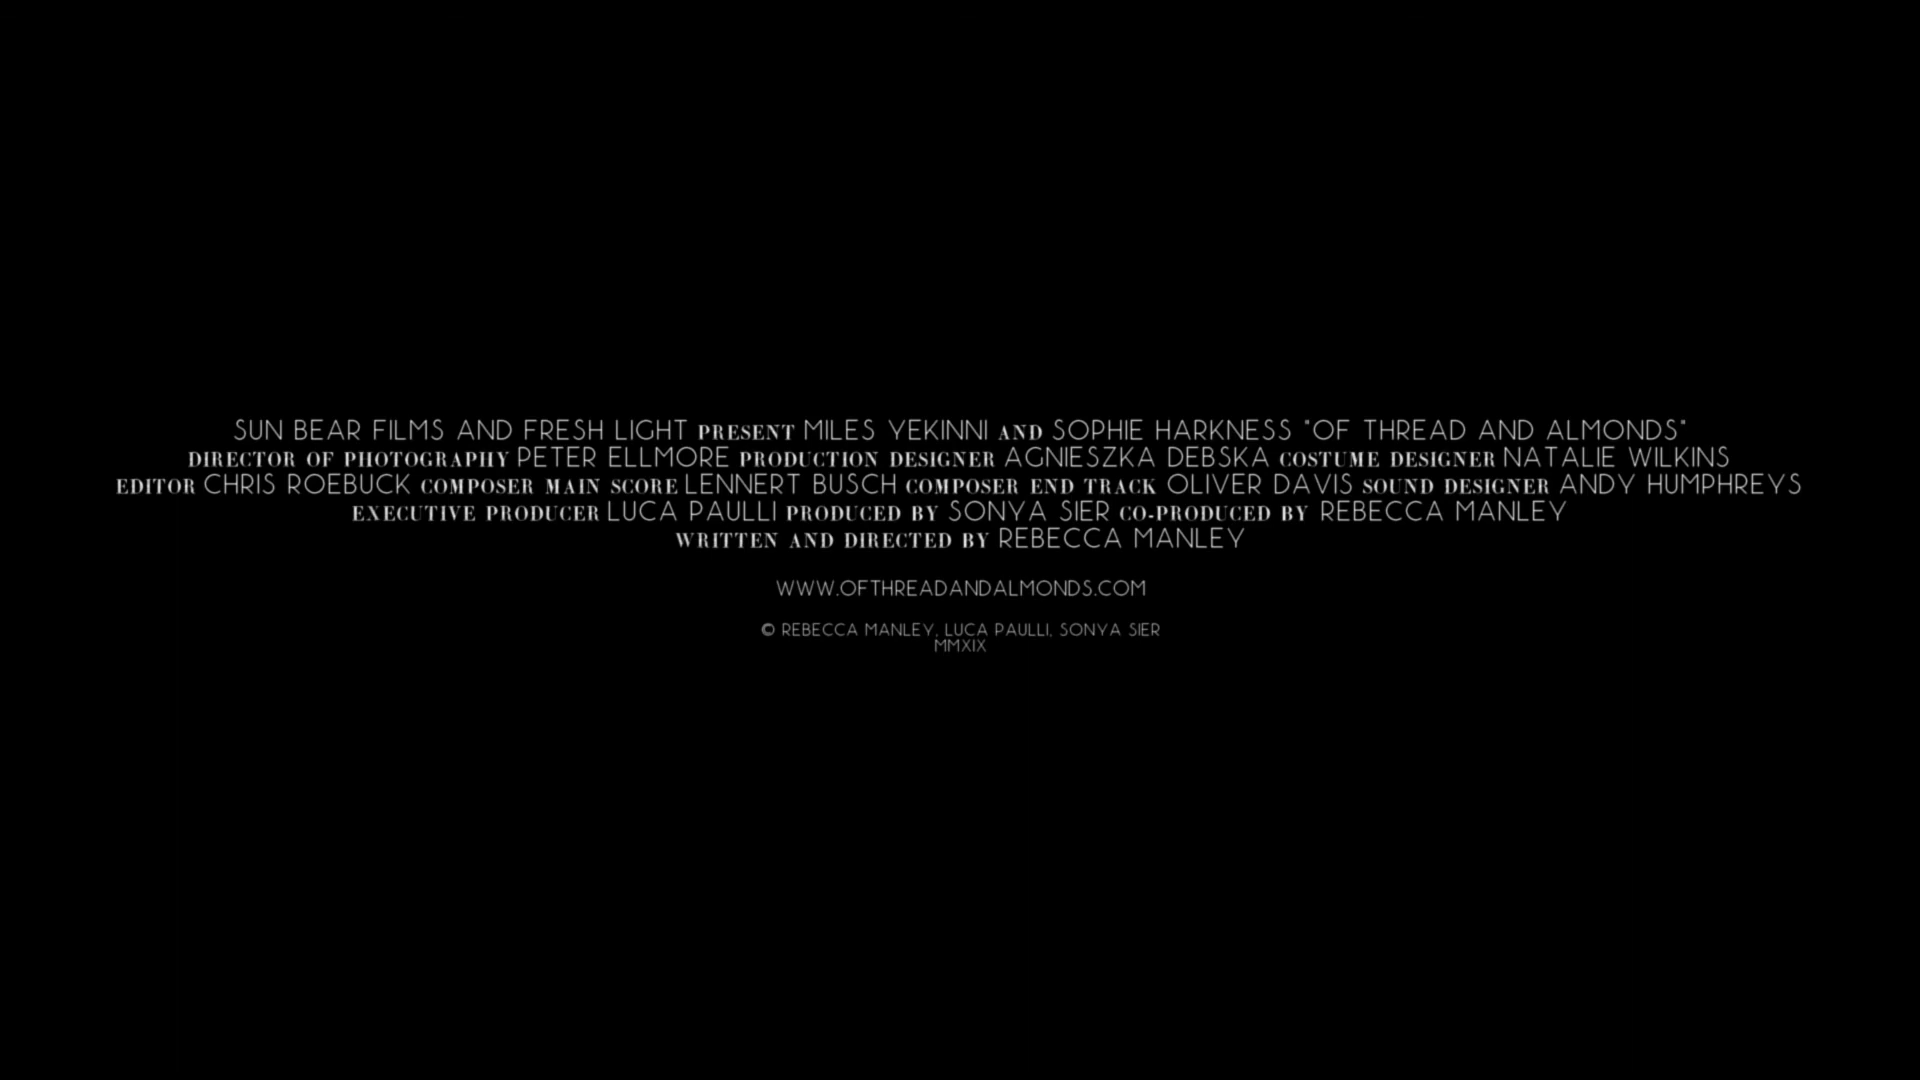 SUN BEAR FILMS AND FRESH LIGHT PRESENT MILES YEKINNI AND SOPHIE HARKNESS "OF THREAD AND ALMONDS"
DIRECTOR OF PHOTOGRAPHY PETER ELLMORE PRODUCTION DESIGNER AGNIESZKA DEBSKA COSTUME DESIGNER NATALIE WILKINS
EDITOR CHRIS ROEBUCK COMPOSER MAIN SCORE LENNERT BUSCH COMPOSER END TRACK OLIVER DAVIS SOUND DESIGNER ANDY HUMPHREYS
EXECUTIVE PRODUCER LUCA PAULLI PRODUCED BY SONYA SIER CO-PRODUCED BY REBECCA MANLEY
WRITTEN AND DIRECTED BY REBECCA MANLEY
WWW.OFTHREADANDALMONDS.COM
© REBECCA MANLEY, LUCA PAULLI, SONYA SIER
MMXIX